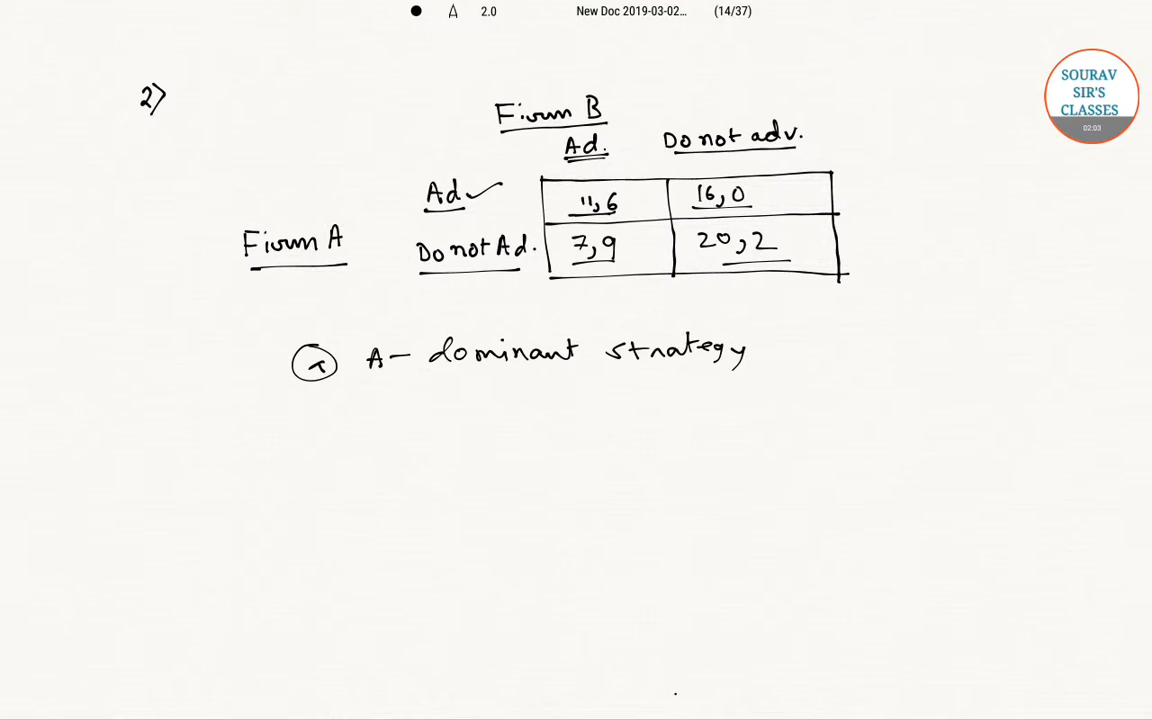 2.0 New Doc 2019-03-02... (14/37)
SOURAV
SIR'S
CLASSES
02:03
2)
Firm B
Ad. Do not adv.
Ad 11,6 16,0
Firm A Do not Ad. 7,9 20,2
A- dominant strategy